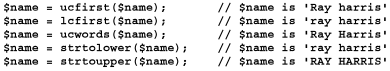 $name = ucfirst($name);       // $name is 'Ray harris'
$name = lcfirst($name);       // $name is 'ray Harris'
$name = ucwords($name);       // $name is 'Ray Harris'
$name = strtolower($name);    // $name is 'ray harris'
$name = strtoupper($name);    // $name is 'RAY HARRIS'